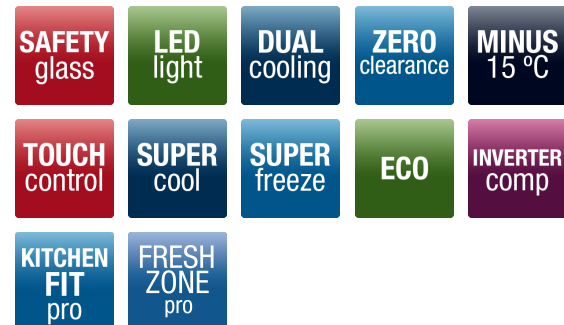 SAFETY
glass
LED
light
DUAL
cooling
ZERO
clearance
MINUS
15 ºC
TOUCH
control
SUPER
cool
SUPER
freeze
ECO
INVERTER
comp
KITCHEN
FIT
pro
FRESH
ZONE
pro